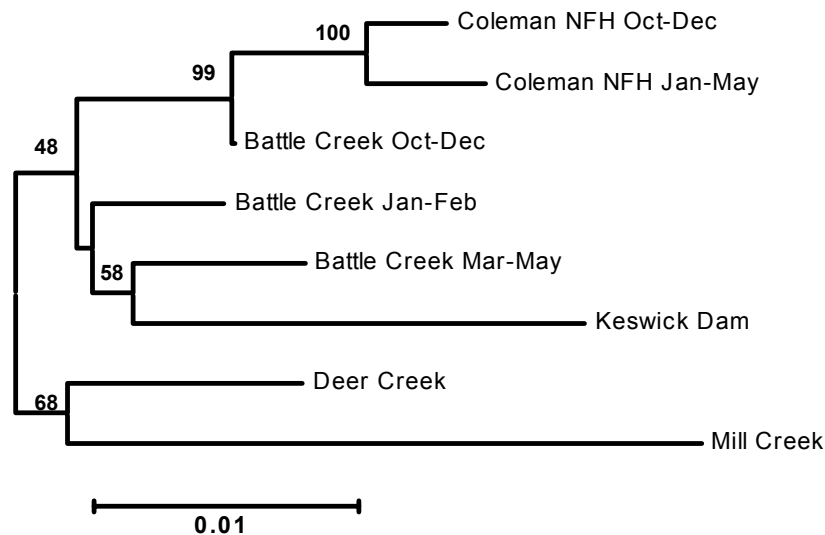 Coleman NFH Oct-Dec
100
Coleman NFH Jan-May
99
Battle Creek Oct-Dec
48
Battle Creek Jan-Feb
Battle Creek Mar-May
58
Keswick Dam
Deer Creek
68
Mill Creek
0.01